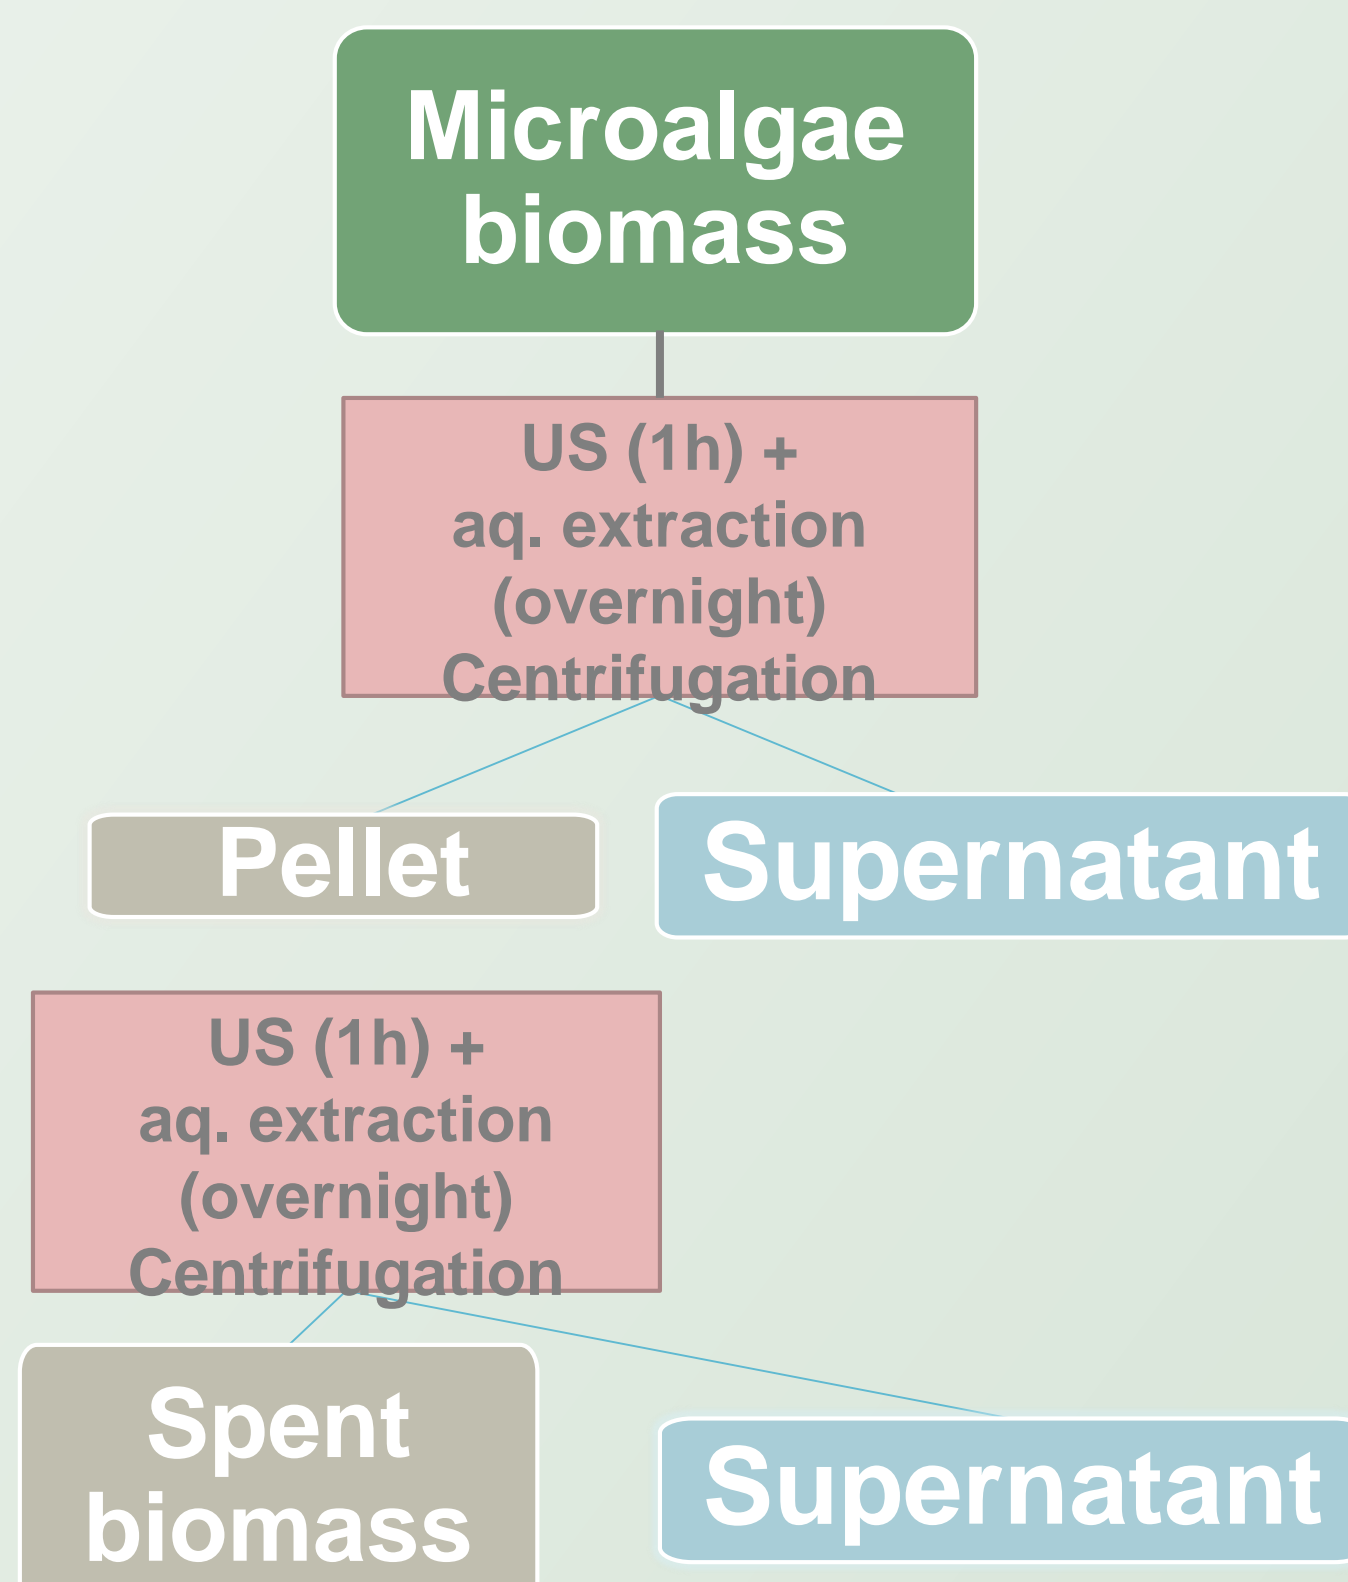 Microalgae
biomass
US (1h) +
aq. extraction
(overnight)
Centrifugation
Pellet
Supernatant
US (1h) +
aq. extraction
(overnight)
Centrifugation
Spent
biomass
Supernatant